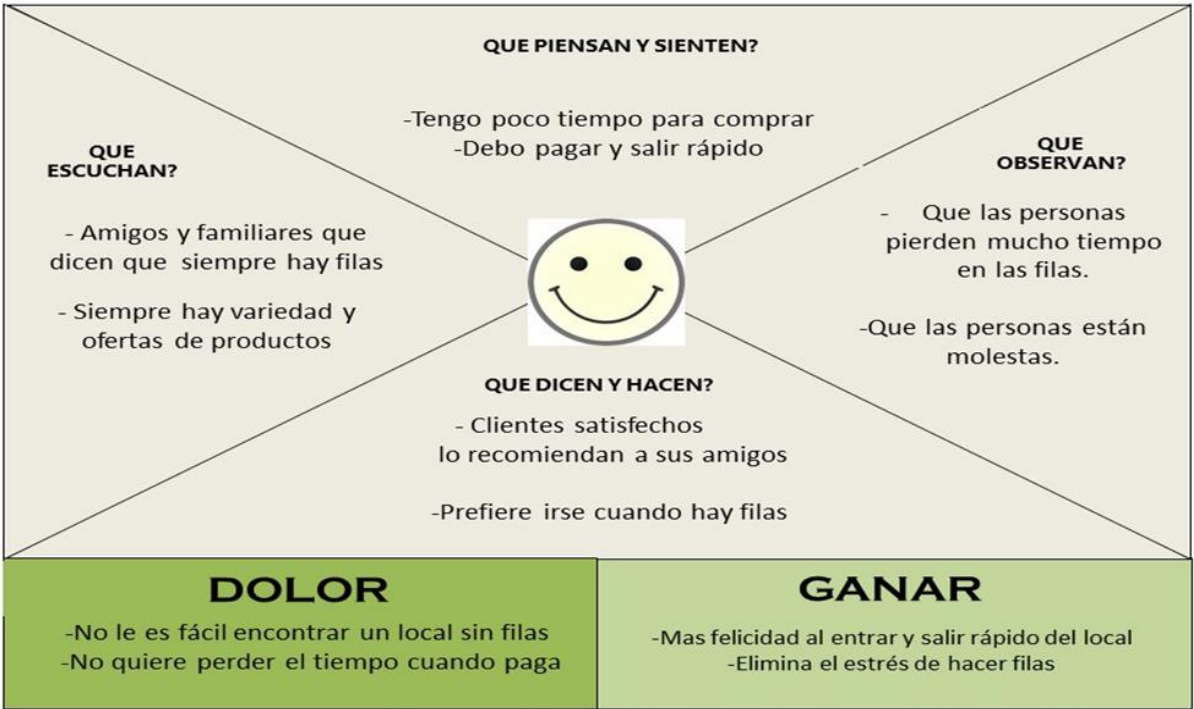 QUE PIENSAN Y SIENTEN?
-Tengo poco tiempo para comprar
-Debo pagar y salir rápido
QUE
ESCUCHAN?
- Amigos y familiares que
dicen que siempre hay filas
- Siempre hay variedad y
ofertas de productos
QUE
OBSERVAN?
- Que las personas
pierden mucho tiempo
en las filas.
-Que las personas están
molestas.
QUE DICEN Y HACEN?
- Clientes satisfechos
lo recomiendan a sus amigos
-Prefiere irse cuando hay filas
DOLOR
-No le es fácil encontrar un local sin filas
-No quiere perder el tiempo cuando paga
GANAR
-Mas felicidad al entrar y salir rápido del local
-Elimina el estrés de hacer filas